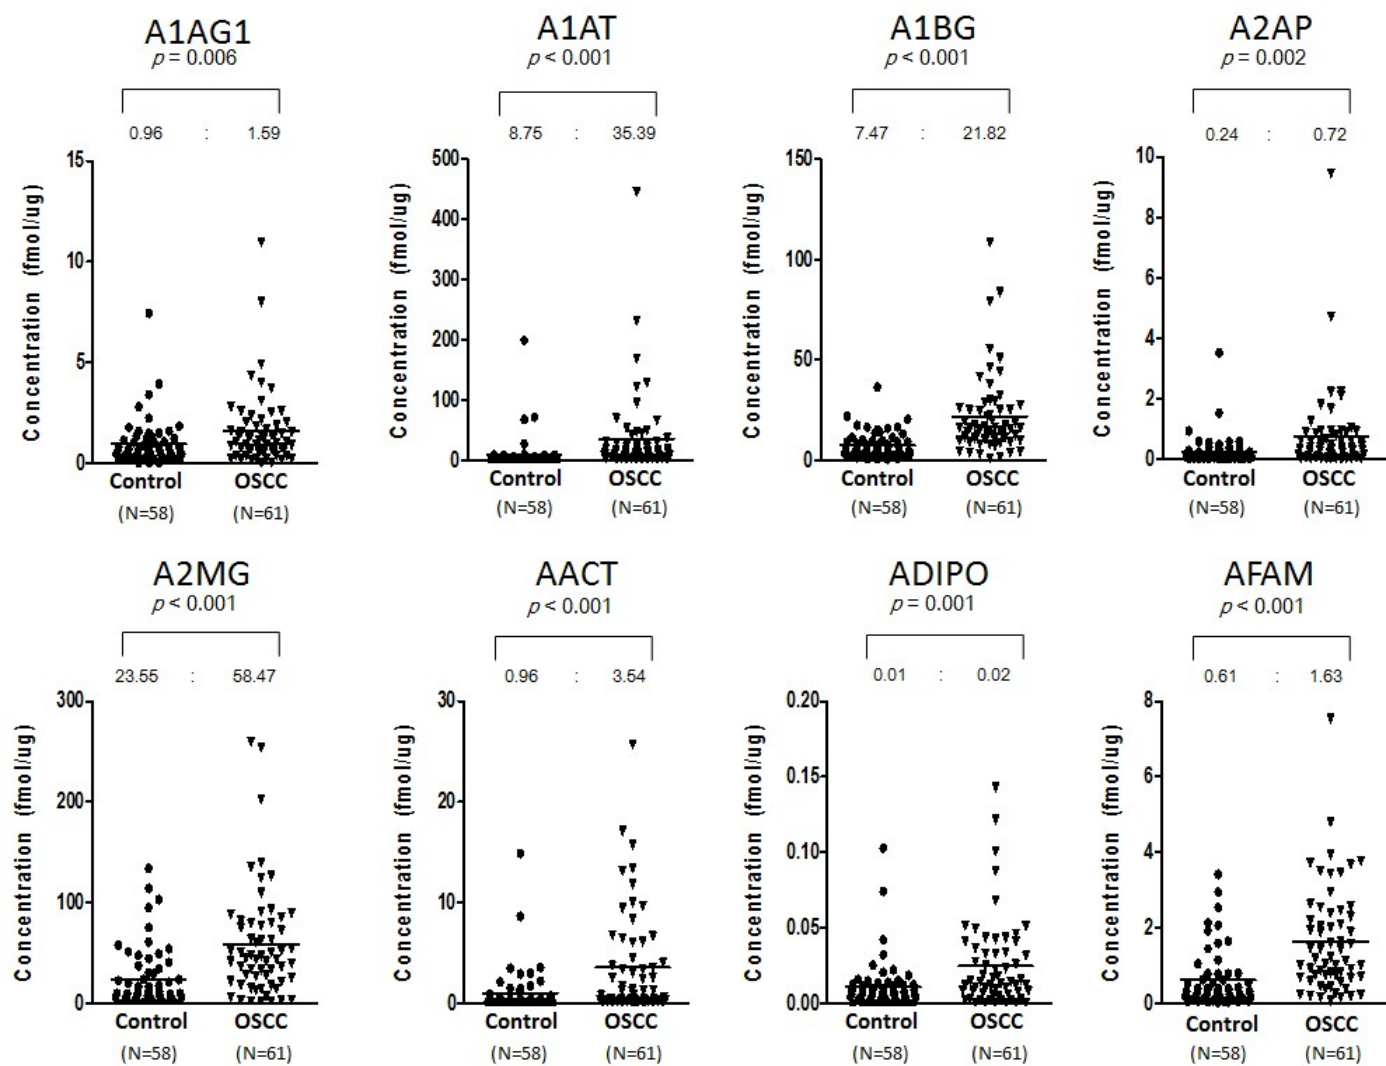 A1AG1
p = 0.006
0.96 : 1.59
Concentration (fmol/ug)
15
10
5
0
Control OSCC
(N=58) (N=61)
A1AT
p < 0.001
8.75 : 35.39
Concentration (fmol/ug)
500
400
300
200
100
0
Control OSCC
(N=58) (N=61)
A1BG
p < 0.001
7.47 : 21.82
Concentration (fmol/ug)
150
100
50
0
Control OSCC
(N=58) (N=61)
A2AP
p = 0.002
0.24 : 0.72
Concentration (fmol/ug)
10
8
6
4
2
0
Control OSCC
(N=58) (N=61)
A2MG
p < 0.001
23.55 : 58.47
Concentration (fmol/ug)
300
200
100
0
Control OSCC
(N=58) (N=61)
AACT
p < 0.001
0.96 : 3.54
Concentration (fmol/ug)
30
20
10
0
Control OSCC
(N=58) (N=61)
ADIPO
p = 0.001
0.01 : 0.02
Concentration (fmol/ug)
0.20
0.15
0.10
0.05
0.00
Control OSCC
(N=58) (N=61)
AFAM
p < 0.001
0.61 : 1.63
Concentration (fmol/ug)
8
6
4
2
0
Control OSCC
(N=58) (N=61)